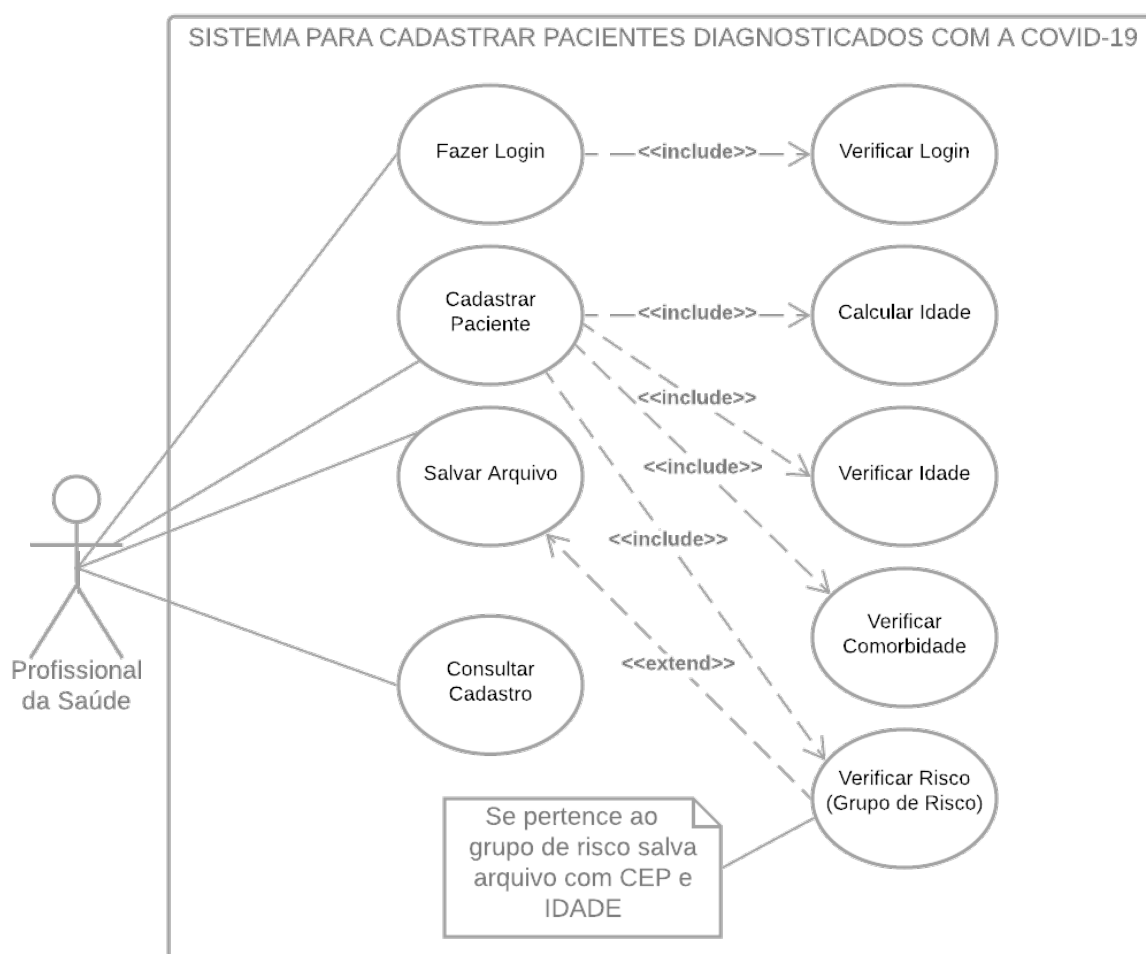 SISTEMA PARA CADASTRAR PACIENTES DIAGNOSTICADOS COM A COVID-19
Fazer Login
<<include>>
Verificar Login
Cadastrar
Paciente
<<include>>
Calcular Idade
<<include>>
Salvar Arquivo
<<include>>
Verificar Idade
<<include>>
Verificar
Comorbidade
Profissional
da Saúde
Consultar
Cadastro
<<extend>>
Verificar Risco
(Grupo de Risco)
Se pertence ao
grupo de risco salva
arquivo com CEP e
IDADE